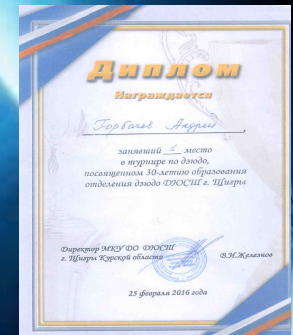 Диплом
Награждается
Горбачев Андрей
занявший место
в турнире по дзюдо,
посвященном 30-летию образования
отделения дзюдо ДЮСШ г. Щигры
Директор МКУ ДО ДЮСШ
г. Щигры Курской области
В.Н.Железнов
25 февраля 2016 года